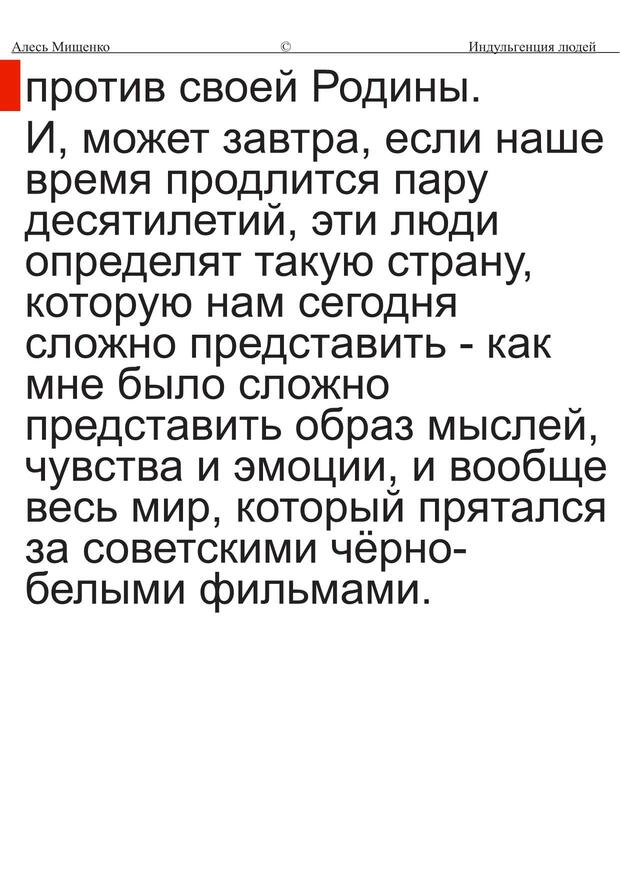 Алесь Мищенко © Индульгенция людей
против своей Родины.
И, может завтра, если наше
время продлится пару
десятилетий, эти люди
определят такую страну,
которую нам сегодня
сложно представить - как
мне было сложно
представить образ мыслей,
чувства и эмоции, и вообще
весь мир, который прятался
за советскими чёрно-
белыми фильмами.